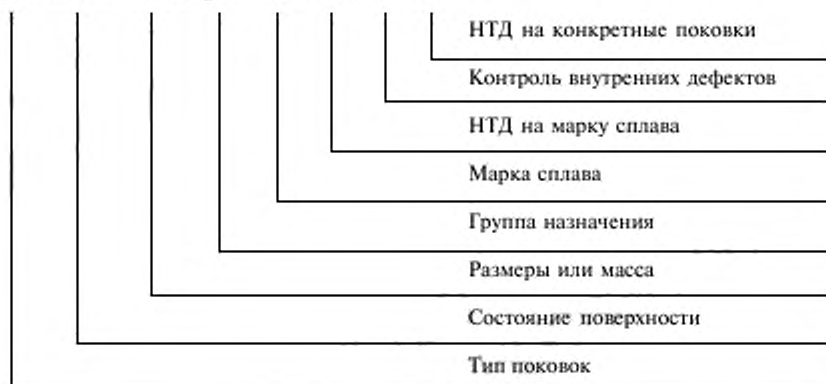 НТД на конкретные поковки
Контроль внутренних дефектов
НТД на марку сплава
Марка сплава
Группа назначения
Размеры или масса
Состояние поверхности
Тип поковок